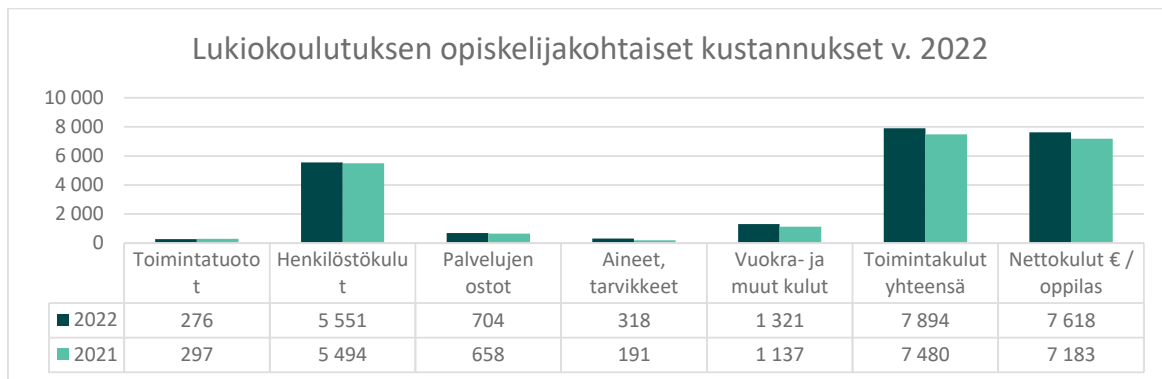 Lukiokoulutuksen opiskelijakohtaiset kustannukset v. 2022
10 000
8 000
6 000
4 000
2 000
0
Toimintatuoto
t
Henkilöstökulu
t
Palvelujen
ostot
Aineet,
tarvikkeet
Vuokra- ja
muut kulut
Toimintakulut
yhteensä
Nettokulut € /
oppilas
2022 276 5 551 704 318 1 321 7 894 7 618
2021 297 5 494 658 191 1 137 7 480 7 183